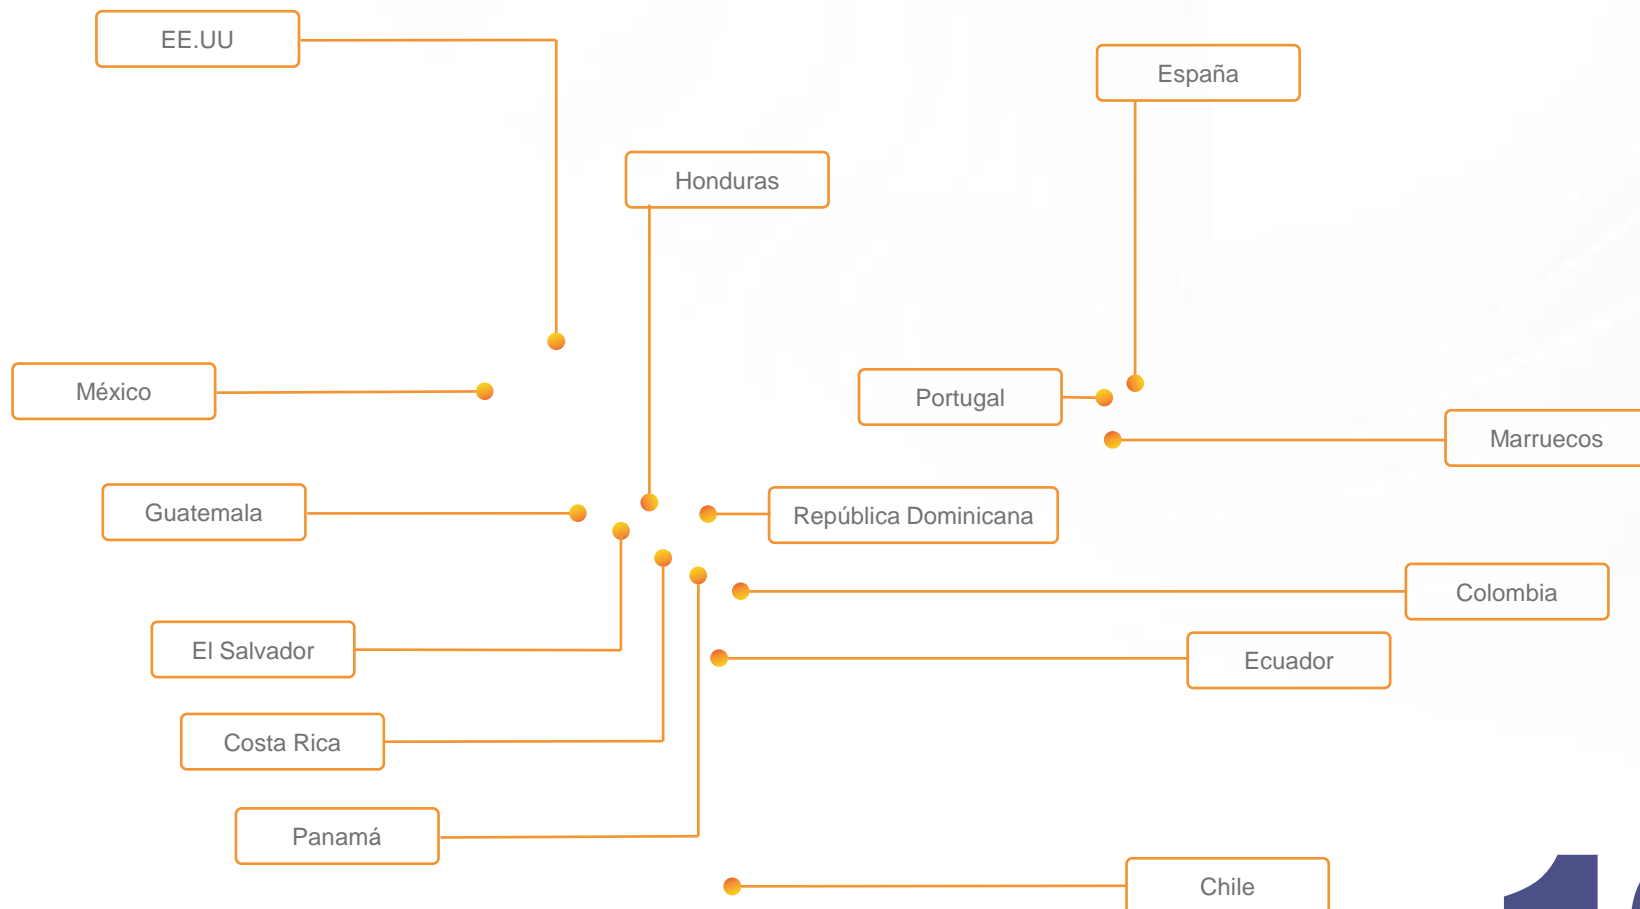 EE.UU
España
Honduras
México
Portugal
Marruecos
Guatemala
República Dominicana
Colombia
El Salvador
Ecuador
Costa Rica
Panamá
Chile